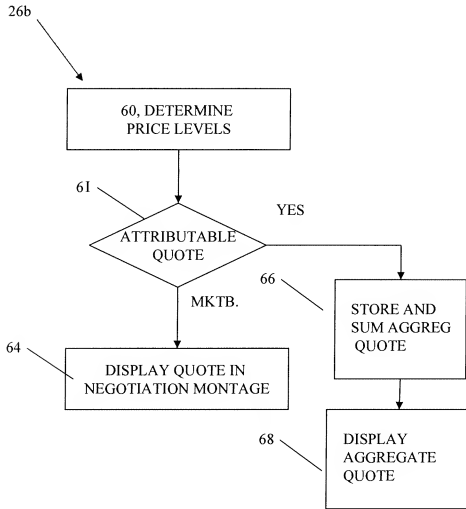 26b
60, DETERMINE
PRICE LEVELS
61
YES
ATTRIBUTABLE
QUOTE
66
MKTB.
STORE AND
SUM AGGREG
QUOTE
64
DISPLAY QUOTE IN
NEGOTIATION MONTAGE
68
DISPLAY
AGGREGATE
QUOTE